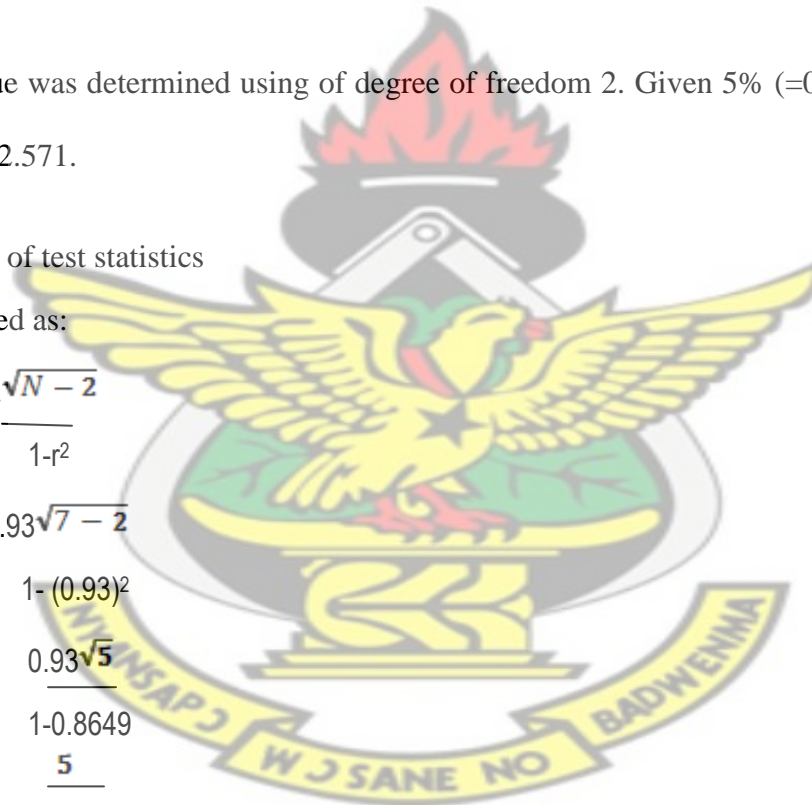 ue was determined using of degree of freedom 2. Given 5% (=0
2.571.
of test statistics
ed as:
√N − 2
1-r²
.93√7 − 2
1- (0.93)²
0.93√5
1-0.8649
5
NYANSAPƆ WƆSANE NO BADWENMA